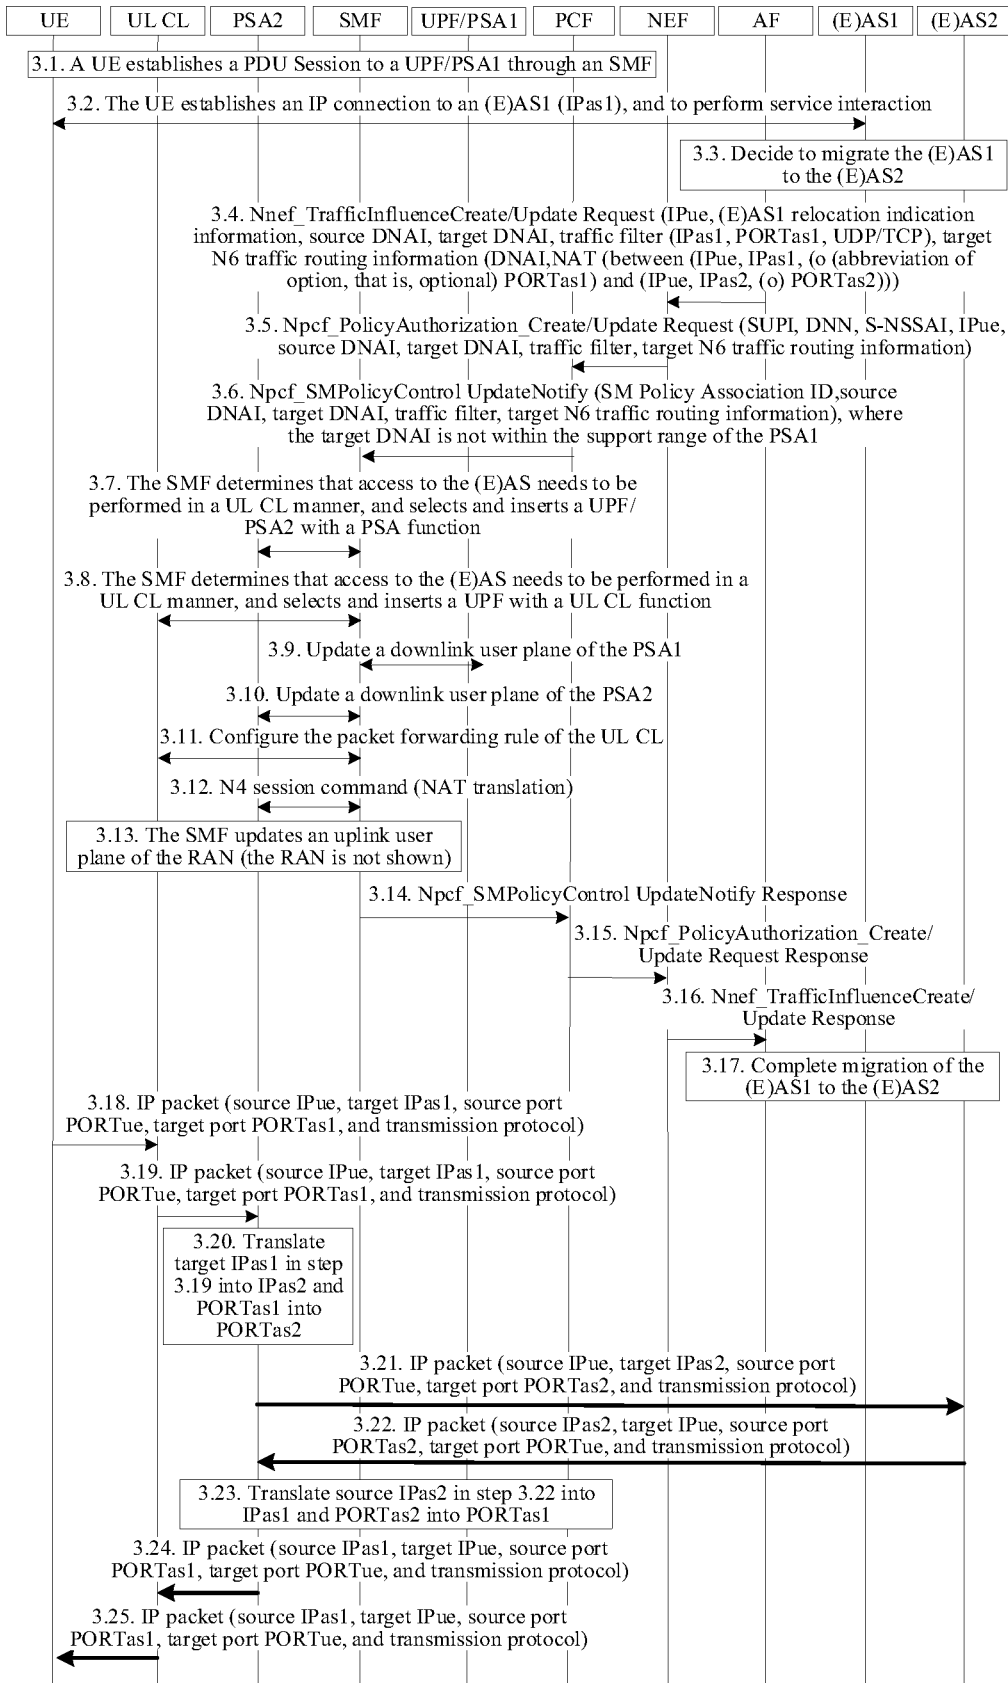 UE UL CL PSA2 SMF UPF/PSA1 PCF NEF AF (E)AS1 (E)AS2
3.1. A UE establishes a PDU Session to a UPF/PSA1 through an SMF
3.2. The UE establishes an IP connection to an (E)AS1 (IPas1), and to perform service interaction
3.3. Decide to migrate the (E)AS1
to the (E)AS2
3.4. Nnef_TrafficInfluenceCreate/Update Request (IPue, (E)AS1 relocation indication
information, source DNAI, target DNAI, traffic filter (IPas1, PORTas1, UDP/TCP), target
N6 traffic routing information (DNAI,NAT (between (IPue, IPas1, (o (abbreviation of
option, that is, optional) PORTas1) and (IPue, IPas2, (o) PORTas2)))
3.5. Npcf_PolicyAuthorization_Create/Update Request (SUPI, DNN, S-NSSAI, IPue,
source DNAI, target DNAI, traffic filter, target N6 traffic routing information)
3.6. Npcf_SMPolicyControl UpdateNotify (SM Policy Association ID,source
DNAI, target DNAI, traffic filter, target N6 traffic routing information), where
the target DNAI is not within the support range of the PSA1
3.7. The SMF determines that access to the (E)AS needs to be
performed in a UL CL manner, and selects and inserts a UPF/
PSA2 with a PSA function
3.8. The SMF determines that access to the (E)AS needs to be performed in a
UL CL manner, and selects and inserts a UPF with a UL CL function
3.9. Update a downlink user plane of the PSA1
3.10. Update a downlink user plane of the PSA2
3.11. Configure the packet forwarding rule of the UL CL
3.12. N4 session command (NAT translation)
3.13. The SMF updates an uplink user
plane of the RAN (the RAN is not shown)
3.14. Npcf_SMPolicyControl UpdateNotify Response
3.15. Npcf_PolicyAuthorization_Create/
Update Request Response
3.16. Nnef_TrafficInfluenceCreate/
Update Response
3.17. Complete migration of the
(E)AS1 to the (E)AS2
3.18. IP packet (source IPue, target IPas1, source port
PORTue, target port PORTas1, and transmission protocol)
3.19. IP packet (source IPue, target IPas1, source port
PORTue, target port PORTas1, and transmission protocol)
3.20. Translate
target IPas1 in step
3.19 into IPas2 and
PORTas1 into
PORTas2
3.21. IP packet (source IPue, target IPas2, source port
PORTue, target port PORTas2, and transmission protocol)
3.22. IP packet (source IPas2, target IPue, source port
PORTas2, target port PORTue, and transmission protocol)
3.23. Translate source IPas2 in step 3.22 into
IPas1 and PORTas2 into PORTas1
3.24. IP packet (source IPas1, target IPue, source port
PORTas1, target port PORTue, and transmission protocol)
3.25. IP packet (source IPas1, target IPue, source port
PORTas1, target port PORTue, and transmission protocol)